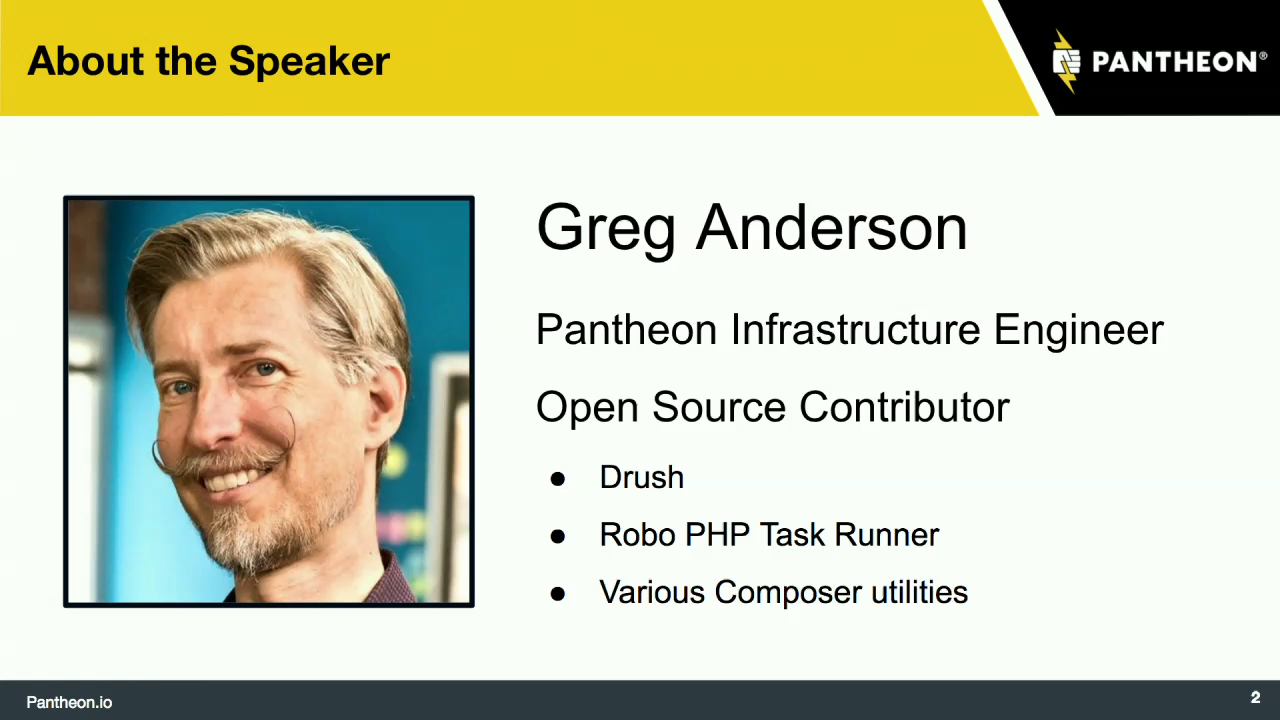 About the Speaker
PANTHEON®
Greg Anderson
Pantheon Infrastructure Engineer
Open Source Contributor
● Drush
● Robo PHP Task Runner
● Various Composer utilities
Pantheon.io
2